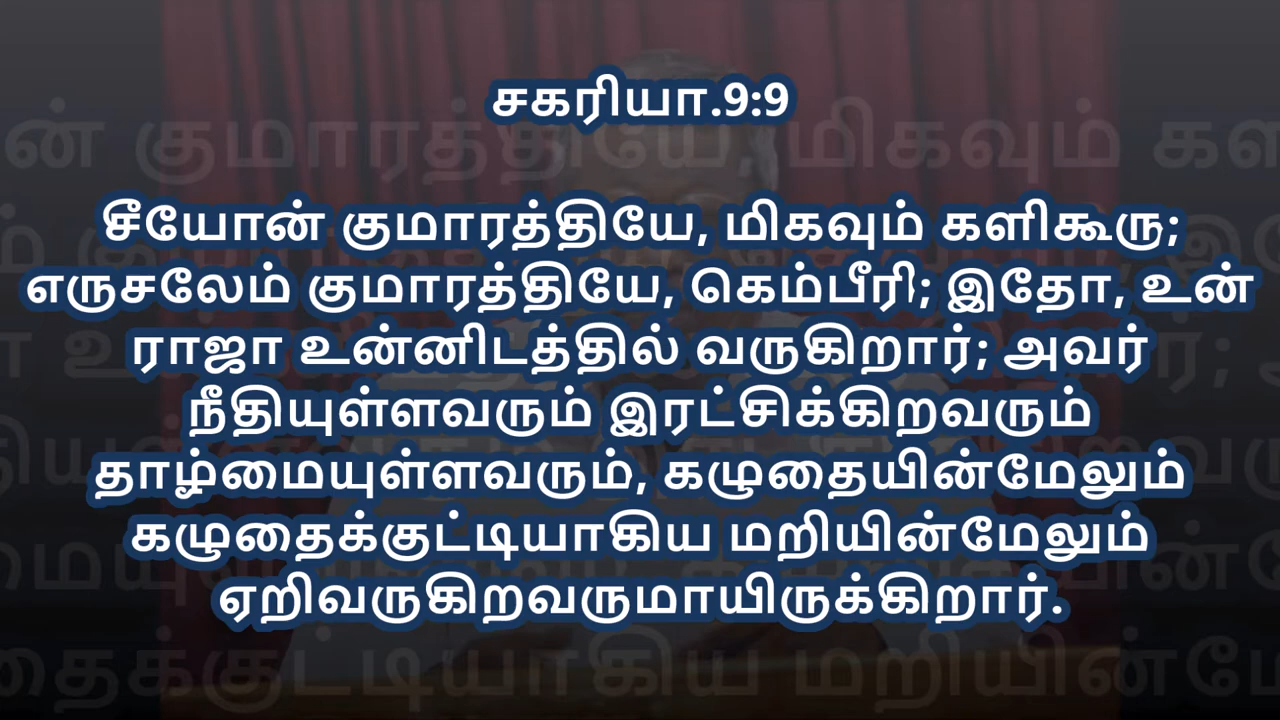 சகரியா.9:9
சீயோன் குமாரத்தியே, மிகவும் களிகூரு;
எருசலேம் குமாரத்தியே, கெம்பீரி; இதோ, உன்
ராஜா உன்னிடத்தில் வருகிறார்; அவர்
நீதியுள்ளவரும் இரட்சிக்கிறவரும்
தாழ்மையுள்ளவரும், கழுதையின்மேலும்
கழுதைக்குட்டியாகிய மறியின்மேலும்
ஏறிவருகிறவருமாயிருக்கிறார்.